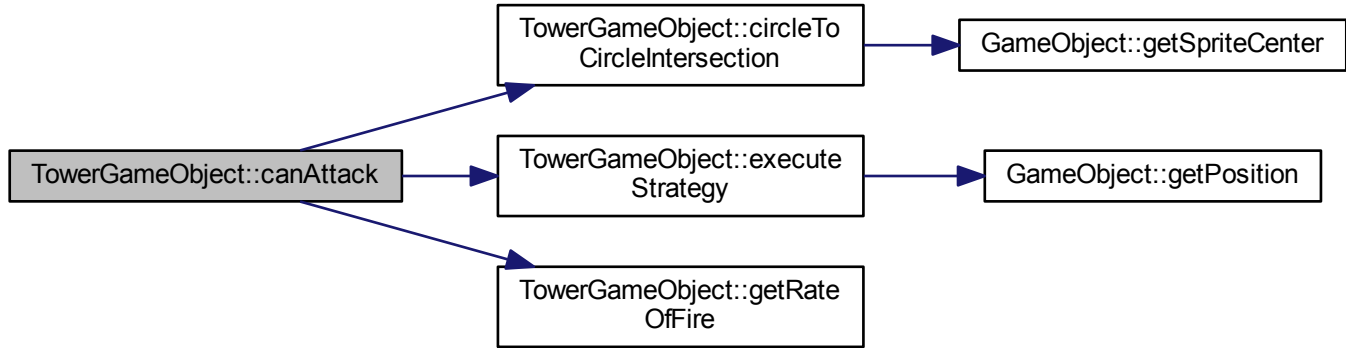 TowerGameObject::circleTo
CircleIntersection
GameObject::getSpriteCenter
TowerGameObject::canAttack
TowerGameObject::execute
Strategy
GameObject::getPosition
TowerGameObject::getRate
OfFire